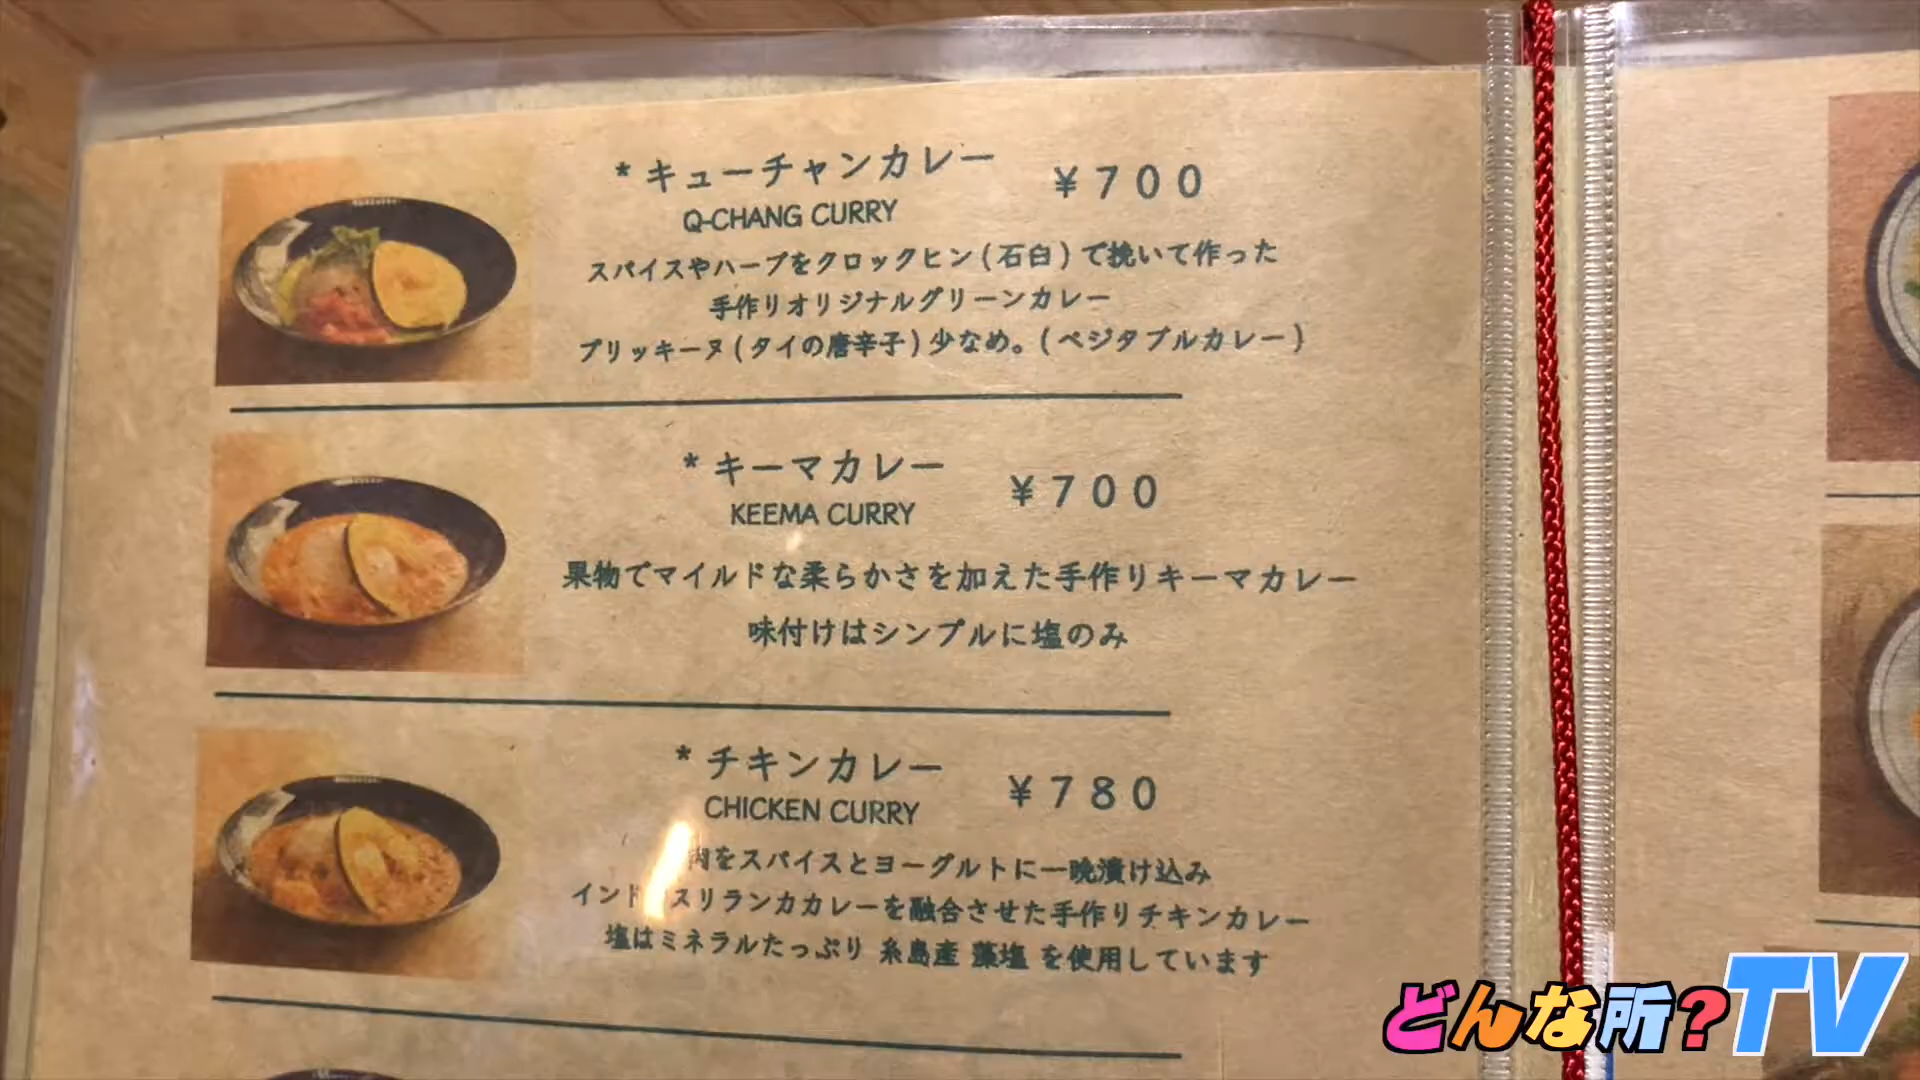 * キューチャンカレー ¥700
Q-CHANG CURRY
スパイスやハーブをクロックヒン(石臼)で挽いて作った
手作りオリジナルグリーンカレー
プリッキーヌ(タイの唐辛子)少なめ。(ベジタブルカレー)
* キーマカレー ¥700
KEEMA CURRY
果物でマイルドな柔らかさを加えた手作りキーマカレー
味付けはシンプルに塩のみ
* チキンカレー ¥780
CHICKEN CURRY
肉をスパイスとヨーグルトに一晩漬け込み
インド スリランカカレーを融合させた手作りチキンカレー
塩はミネラルたっぷり 糸島産 藻塩 を使用しています
どんな所?TV